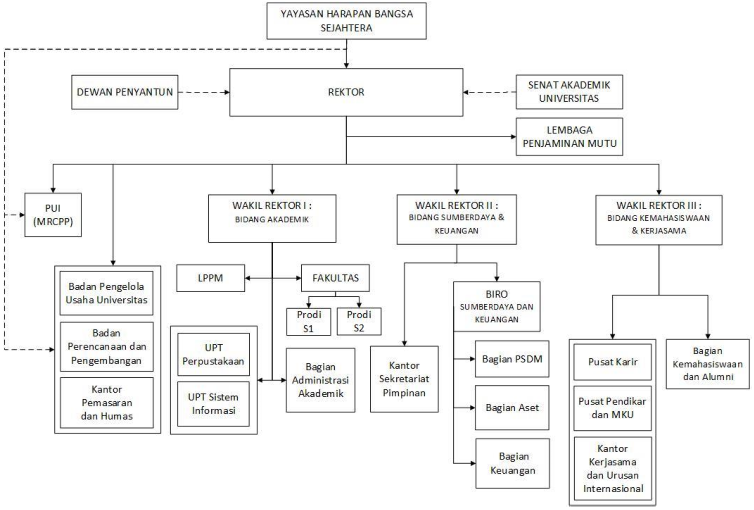 YAYASAN HARAPAN BANGSA
SEJAHTERA
DEWAN PENYANTUN
REKTOR
SENAT AKADEMIK
UNIVERSITAS
LEMBAGA
PENJAMINAN MUTU
PUI
(MRCPP)
WAKIL REKTOR I :
BIDANG AKADEMIK
WAKIL REKTOR II :
BIDANG SUMBERDAYA &
KEUANGAN
WAKIL REKTOR III :
BIDANG KEMAHASISWAAN
& KERJASAMA
Badan Pengelola
Usaha Universitas
Badan
Perencanaan dan
Pengembangan
Kantor
Pemasaran
dan Humas
LPPM
FAKULTAS
Prodi
S1
Prodi
S2
UPT
Perpustakaan
UPT Sistem
Informasi
Bagian
Administrasi
Akademik
Kantor
Sekretariat
Pimpinan
BIRO
SUMBERDAYA DAN
KEUANGAN
Bagian PSDM
Bagian Aset
Bagian
Keuangan
Pusat Karir
Pusat Pendikar
dan MKU
Kantor
Kerjasama
dan Urusan
Internasional
Bagian
Kemahasiswaan
dan Alumni